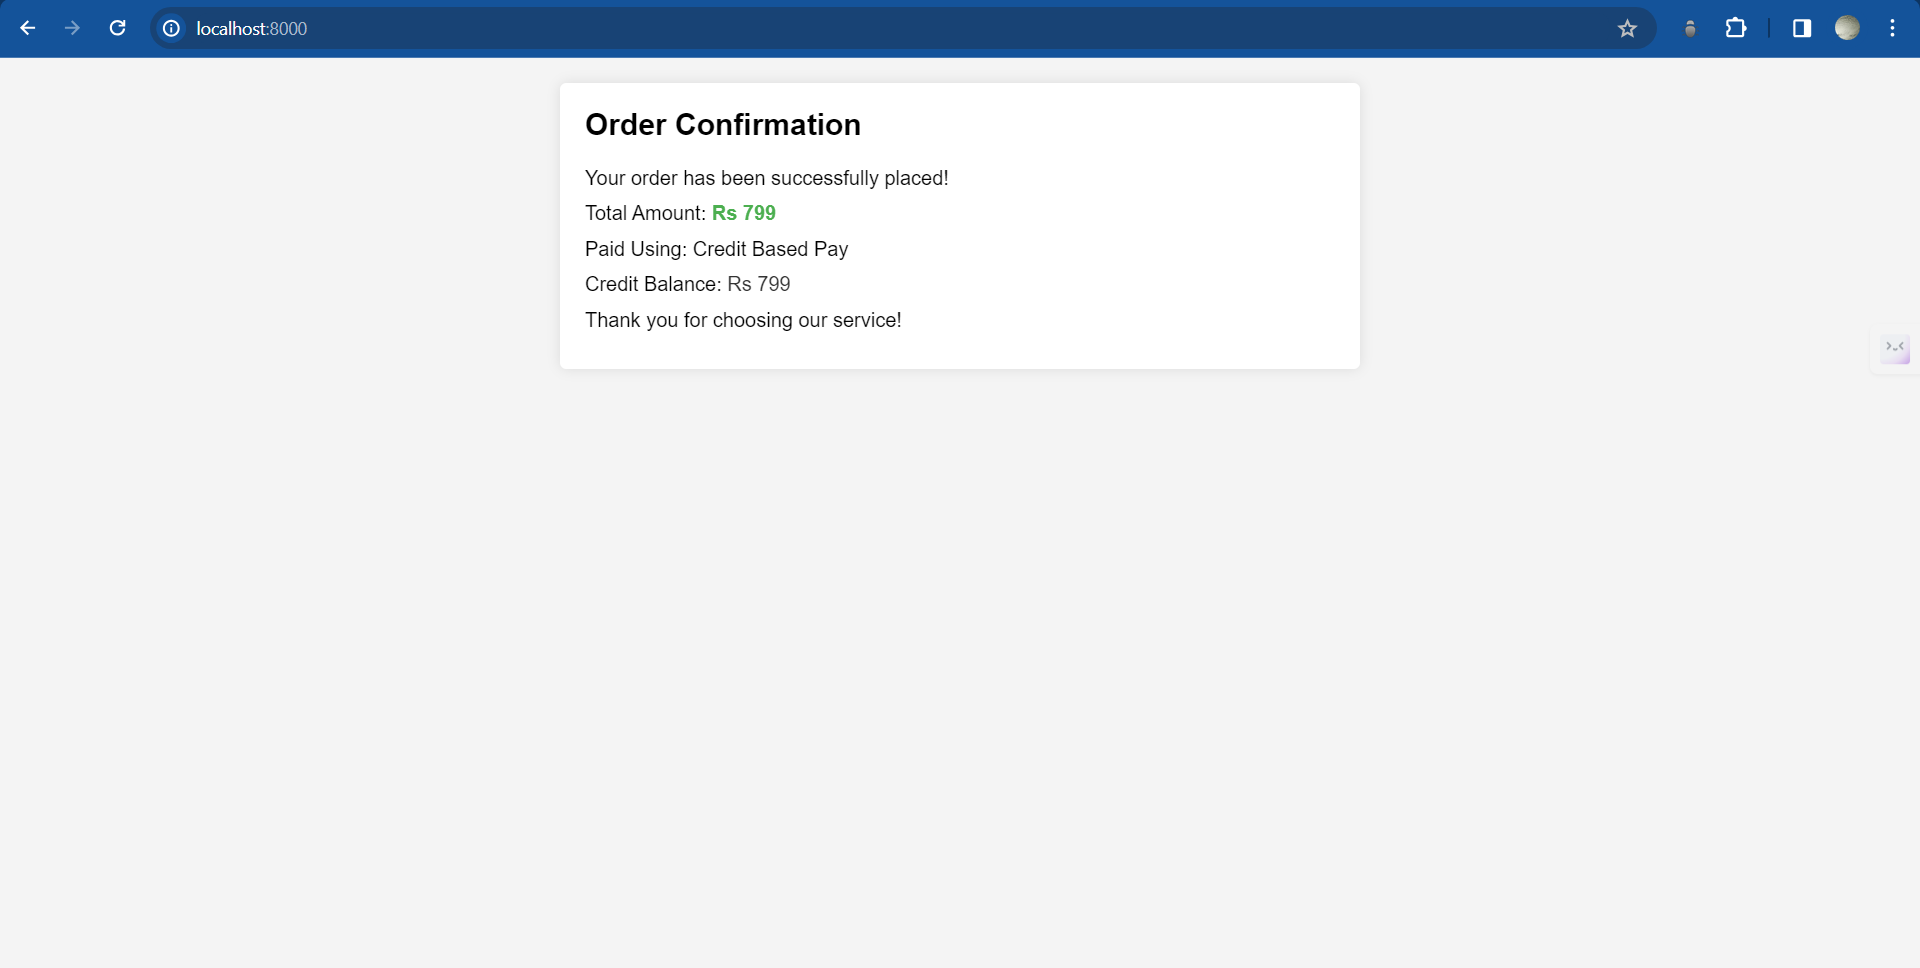 localhost:8000
Order Confirmation
Your order has been successfully placed!
Total Amount: Rs 799
Paid Using: Credit Based Pay
Credit Balance: Rs 799
Thank you for choosing our service!